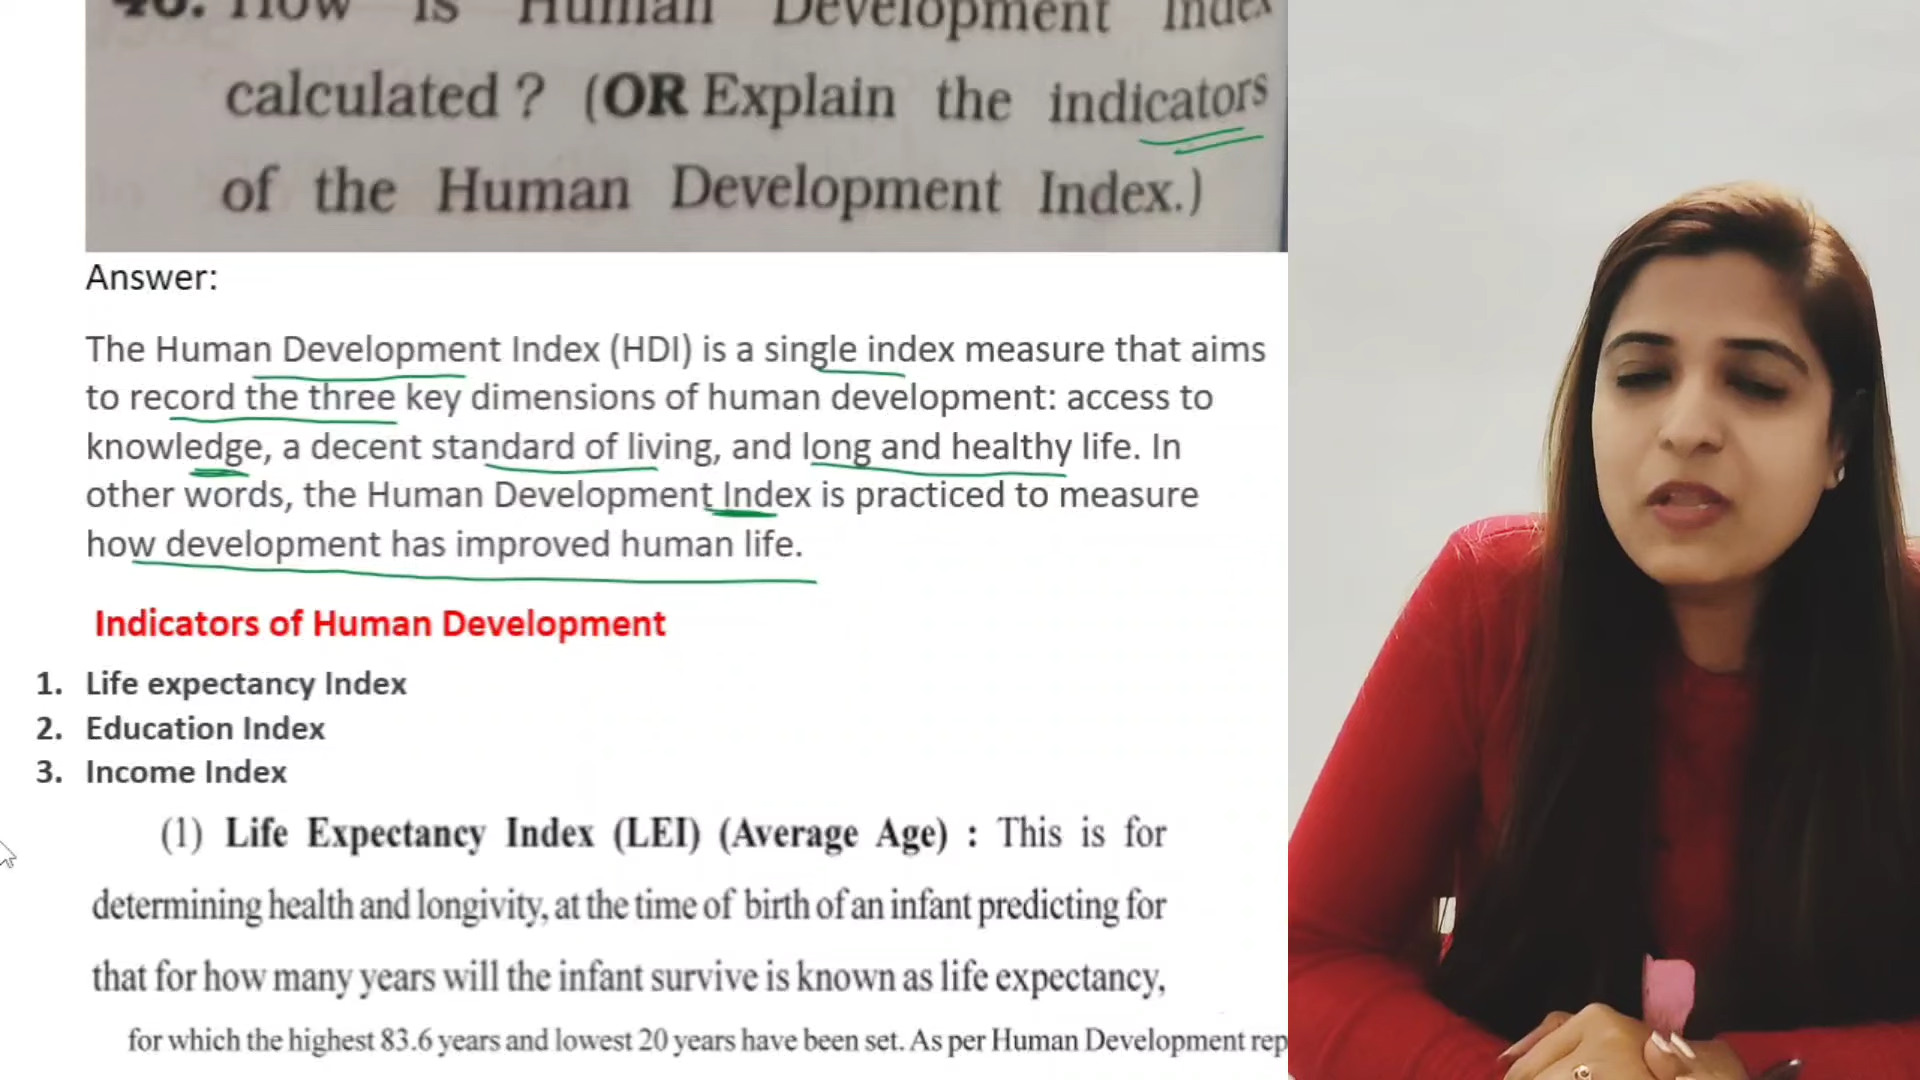 How is Human Development Index
calculated ? (OR Explain the indicators
of the Human Development Index.)
Answer:
The Human Development Index (HDI) is a single index measure that aims
to record the three key dimensions of human development: access to
knowledge, a decent standard of living, and long and healthy life. In
other words, the Human Development Index is practiced to measure
how development has improved human life.
Indicators of Human Development
1. Life expectancy Index
2. Education Index
3. Income Index
(1) Life Expectancy Index (LEI) (Average Age) : This is for
determining health and longivity, at the time of birth of an infant predicting for
that for how many years will the infant survive is known as life expectancy,
for which the highest 83.6 years and lowest 20 years have been set. As per Human Development rep